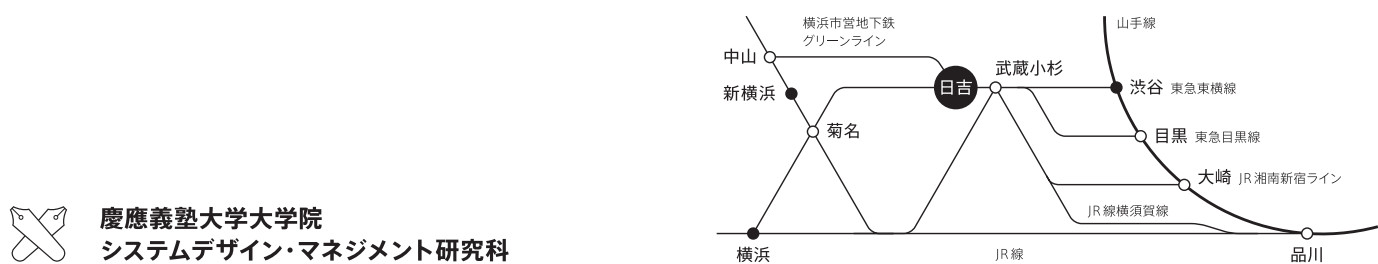 慶應義塾大学大学院
システムデザイン・マネジメント研究科
横浜市営地下鉄
グリーンライン
山手線
中山
新横浜
菊名
横浜
日吉
武蔵小杉
渋谷 東急東横線
目黒 東急目黒線
大崎 JR湘南新宿ライン
JR線横須賀線
JR線
品川